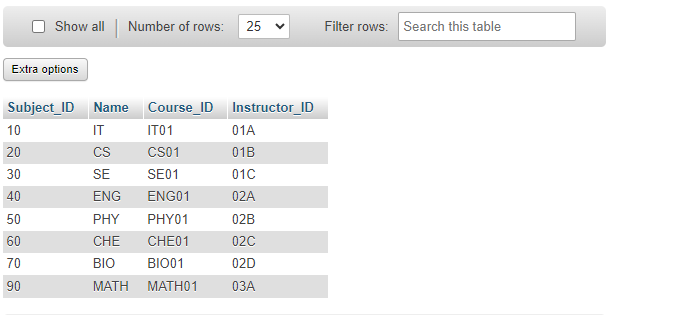 Show all Number of rows: 25 Filter rows: Search this table
Extra options
Subject_ID Name Course_ID Instructor_ID
10 IT IT01 01A
20 CS CS01 01B
30 SE SE01 01C
40 ENG ENG01 02A
50 PHY PHY01 02B
60 CHE CHE01 02C
70 BIO BIO01 02D
90 MATH MATH01 03A